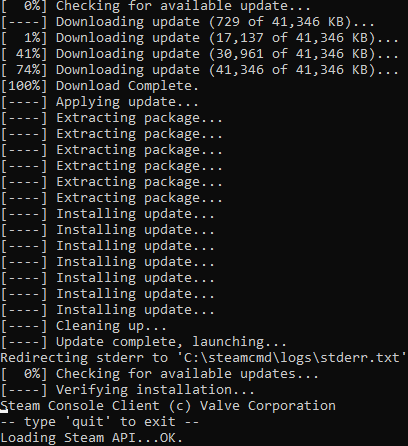 [  0%] Checking for available update...
[----] Downloading update (729 of 41,346 KB)...
[  1%] Downloading update (17,137 of 41,346 KB)...
[ 41%] Downloading update (30,961 of 41,346 KB)...
[ 74%] Downloading update (41,346 of 41,346 KB)...
[100%] Download Complete.
[----] Applying update...
[----] Extracting package...
[----] Extracting package...
[----] Extracting package...
[----] Extracting package...
[----] Extracting package...
[----] Extracting package...
[----] Installing update...
[----] Installing update...
[----] Installing update...
[----] Installing update...
[----] Installing update...
[----] Installing update...
[----] Installing update...
[----] Cleaning up...
[----] Update complete, launching...
Redirecting stderr to 'C:\steamcmd\logs\stderr.txt'
[  0%] Checking for available updates...
[----] Verifying installation...
Steam Console Client (c) Valve Corporation
-- type 'quit' to exit --
Loading Steam API...OK.